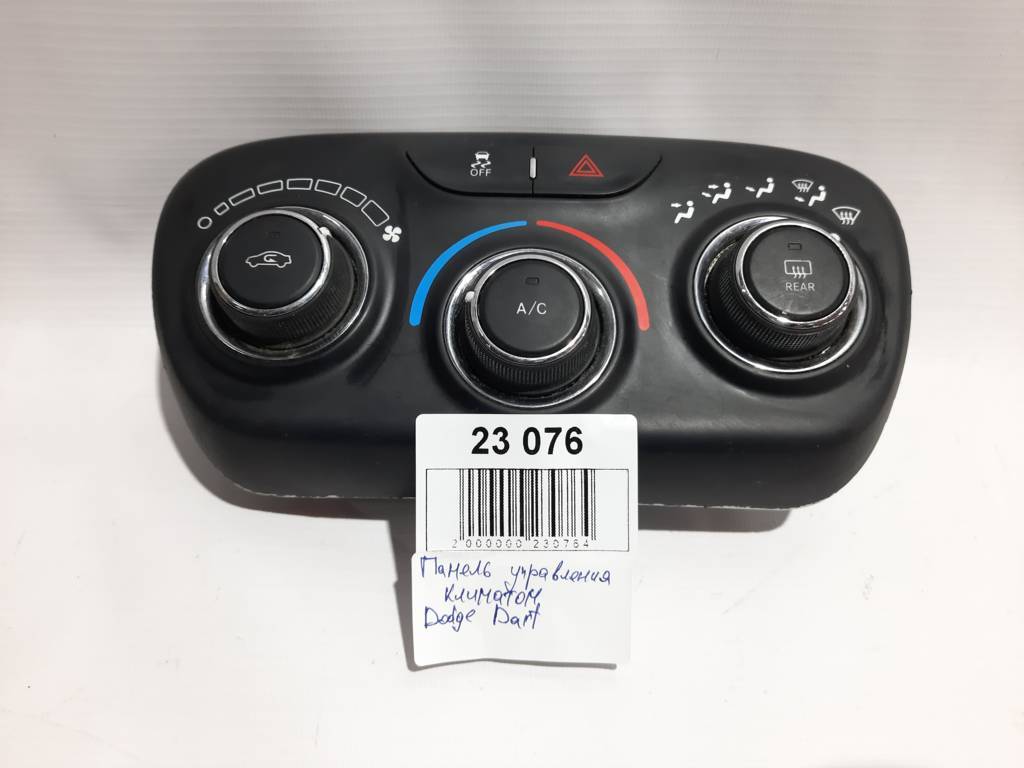 OFF
A/C
REAR
23 076
2 000000 230764
Панель управления
климатом
Dodge Dart